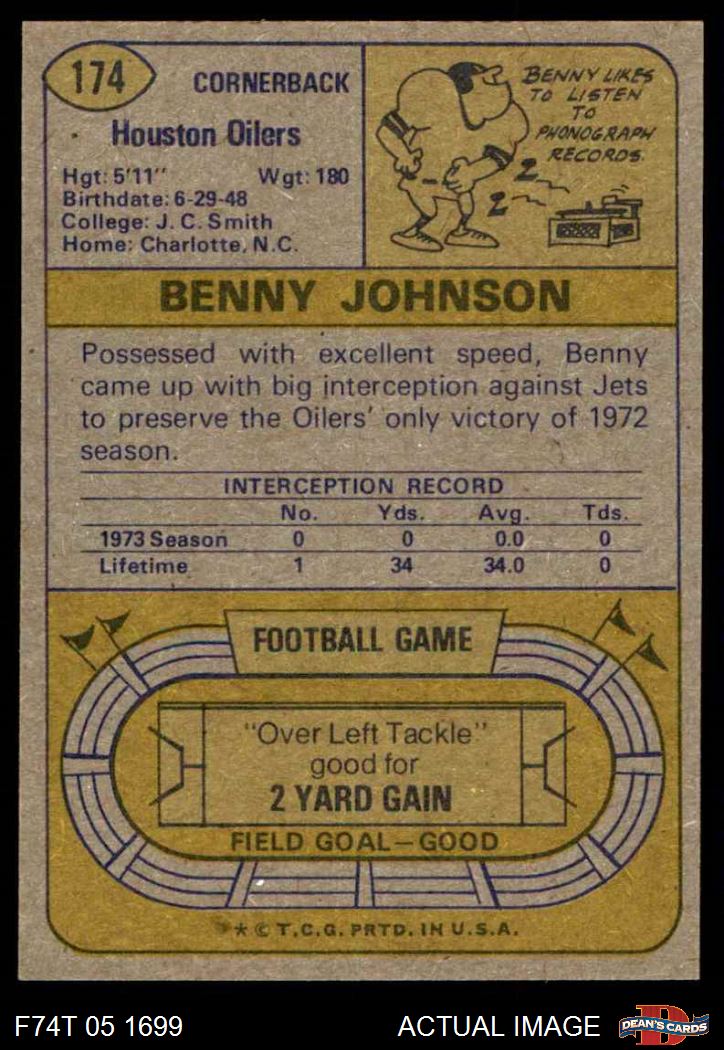 174
CORNERBACK
Houston Oilers
Hgt: 5'11" Wgt: 180
Birthdate: 6-29-48
College: J. C. Smith
Home: Charlotte, N.C.
BENNY LIKES
TO LISTEN
TO
PHONOGRAPH
RECORDS.
2
2
BENNY JOHNSON
Possessed with excellent speed, Benny
came up with big interception against Jets
to preserve the Oilers' only victory of 1972
season.
INTERCEPTION RECORD
No. Yds. Avg. Tds.
1973 Season 0 0 0.0 0
Lifetime 1 34 34.0 0
FOOTBALL GAME
"Over Left Tackle"
good for
2 YARD GAIN
FIELD GOAL—GOOD
* © T.C.G. PRTD. IN U.S.A.
F74T 05 1699 ACTUAL IMAGE
D
DEAN'S CARDS